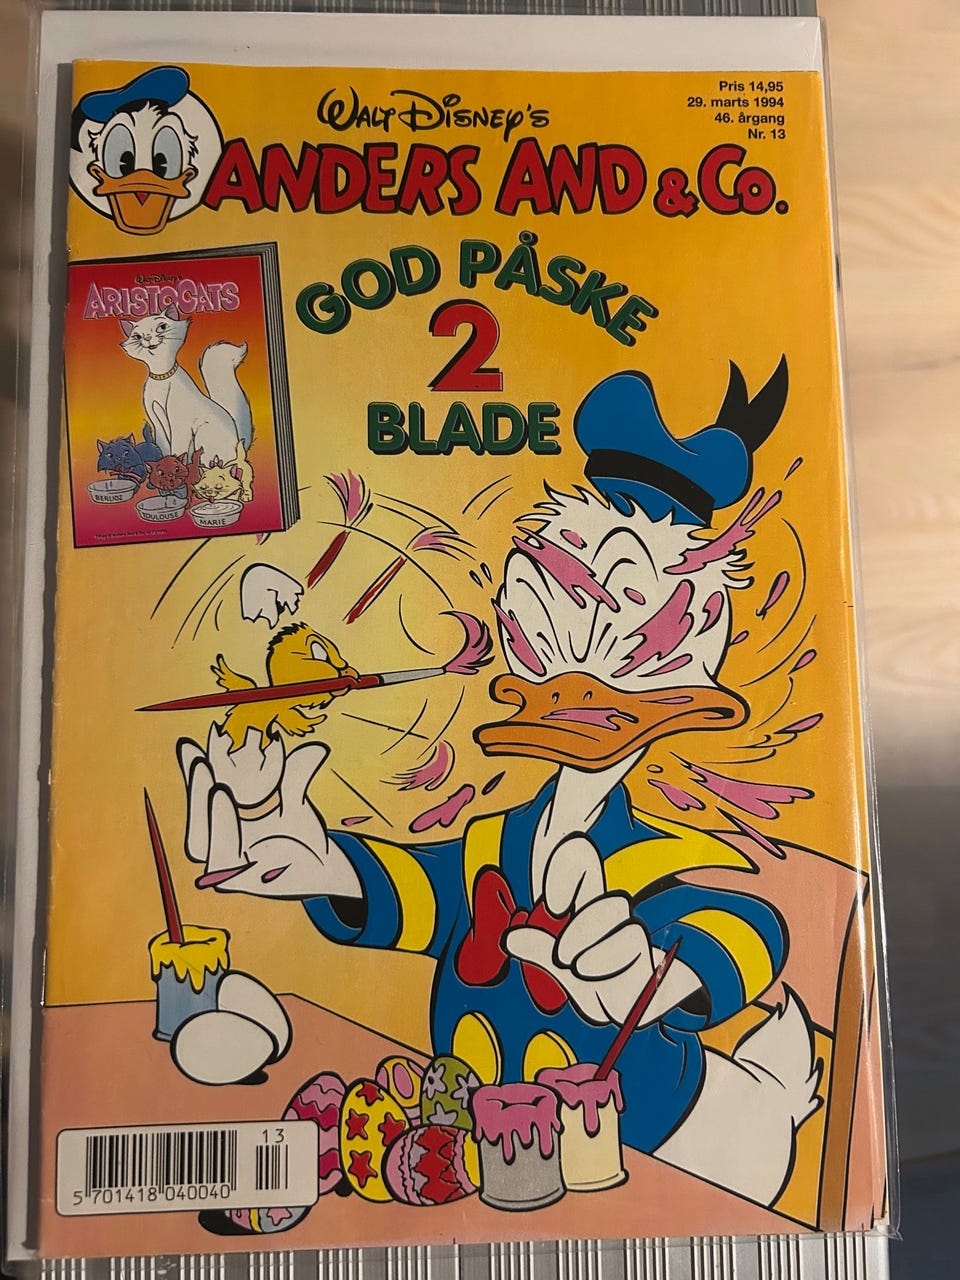 Pris 14,95
29. marts 1994
46. årgang
Nr. 13
WALT DISNEY'S
ANDERS AND & Co.
GOD PÅSKE
2
BLADE
WALT DISNEY'S
ARISTOCATS
BERLIOZ
TOULOUSE
MARIE
13
5 701418 040040